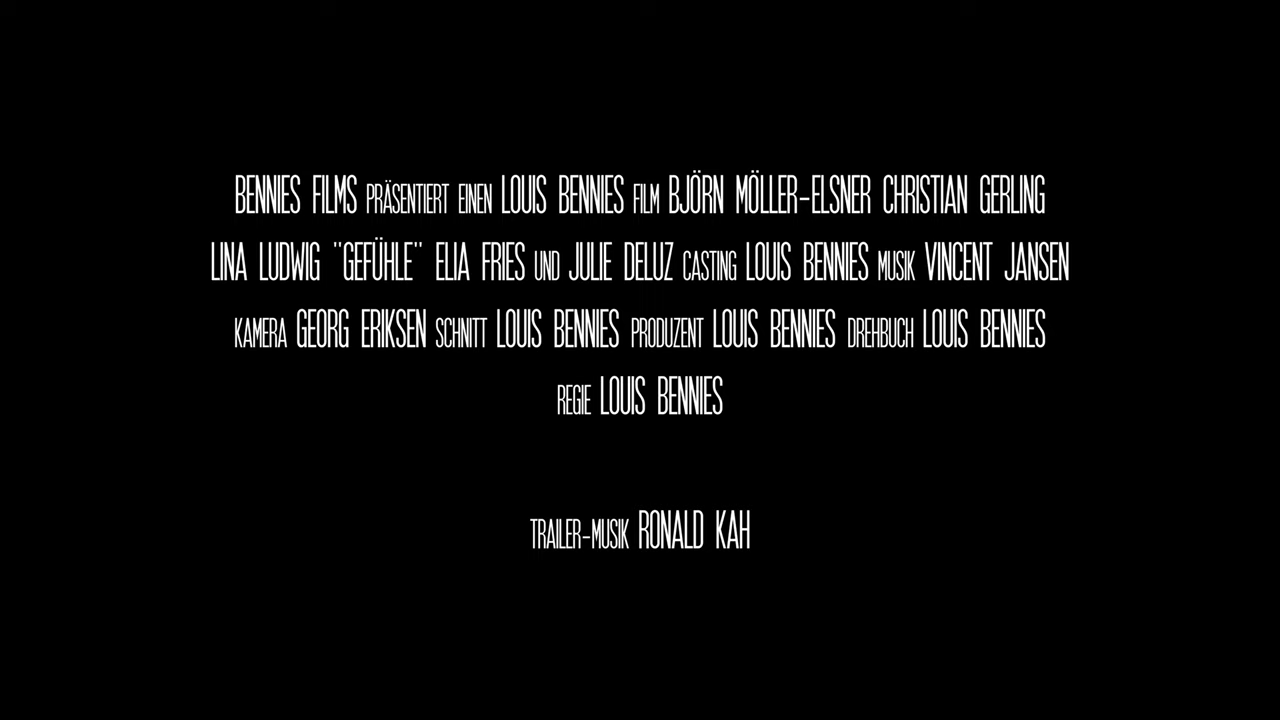 BENNIES FILMS PRÄSENTIERT EINEN LOUIS BENNIES FILM BJÖRN MÖLLER-ELSNER CHRISTIAN GERLING
LINA LUDWIG "GEFÜHLE" ELIA FRIES UND JULIE DELUZ CASTING LOUIS BENNIES MUSIK VINCENT JANSEN
KAMERA GEORG ERIKSEN SCHNITT LOUIS BENNIES PRODUZENT LOUIS BENNIES DREHBUCH LOUIS BENNIES
REGIE LOUIS BENNIES
TRAILER-MUSIK RONALD KAH